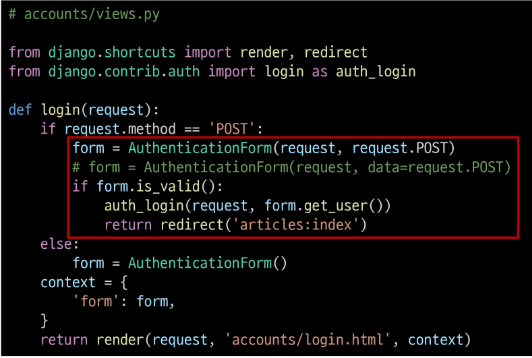 # accounts/views.py
from django.shortcuts import render, redirect
from django.contrib.auth import login as auth_login
def login(request):
    if request.method == 'POST':
        form = AuthenticationForm(request, request.POST)
        # form = AuthenticationForm(request, data=request.POST)
        if form.is_valid():
            auth_login(request, form.get_user())
            return redirect('articles:index')
    else:
        form = AuthenticationForm()
    context = {
        'form': form,
    }
    return render(request, 'accounts/login.html', context)